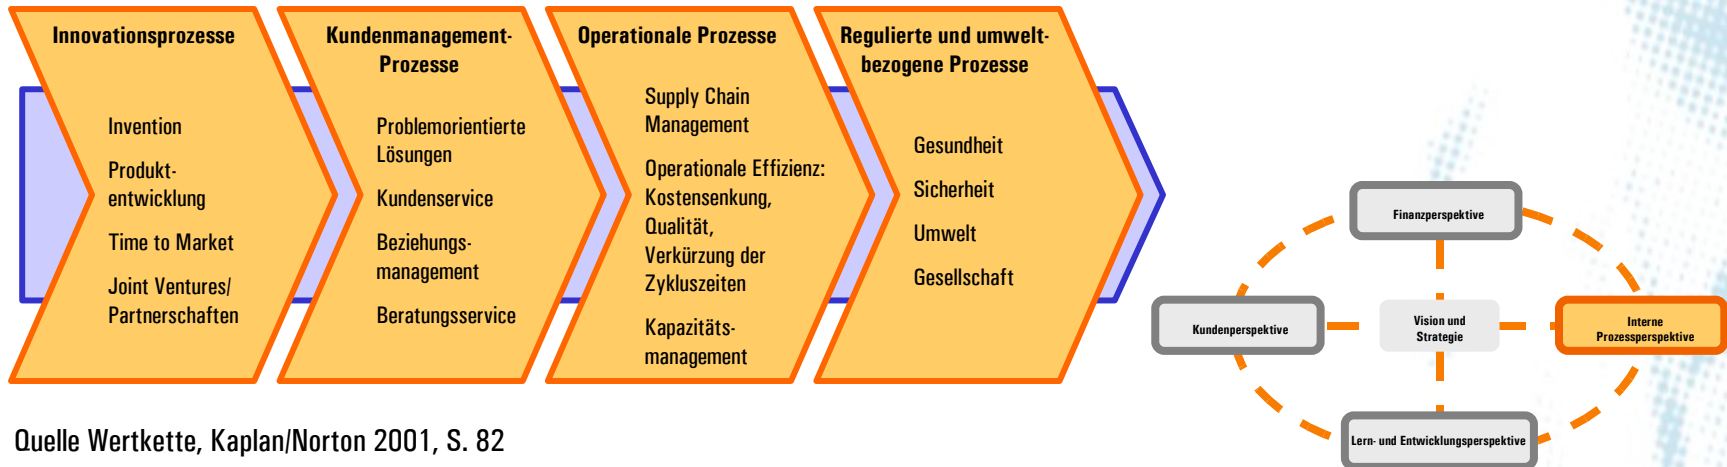 Innovationsprozesse
Invention
Produkt-
entwicklung
Time to Market
Joint Ventures/
Partnerschaften
Kundenmanagement-
Prozesse
Problemorientierte
Lösungen
Kundenservice
Beziehungs-
management
Beratungsservice
Operationale Prozesse
Supply Chain
Management
Operationale Effizienz:
Kostensenkung,
Qualität,
Verkürzung der
Zykluszeiten
Kapazitäts-
management
Regulierte und umwelt-
bezogene Prozesse
Gesundheit
Sicherheit
Umwelt
Gesellschaft
Finanzperspektive
Kundenperspektive
Vision und
Strategie
Interne
Prozessperspektive
Lern- und Entwicklungsperspektive
Quelle Wertkette, Kaplan/Norton 2001, S. 82